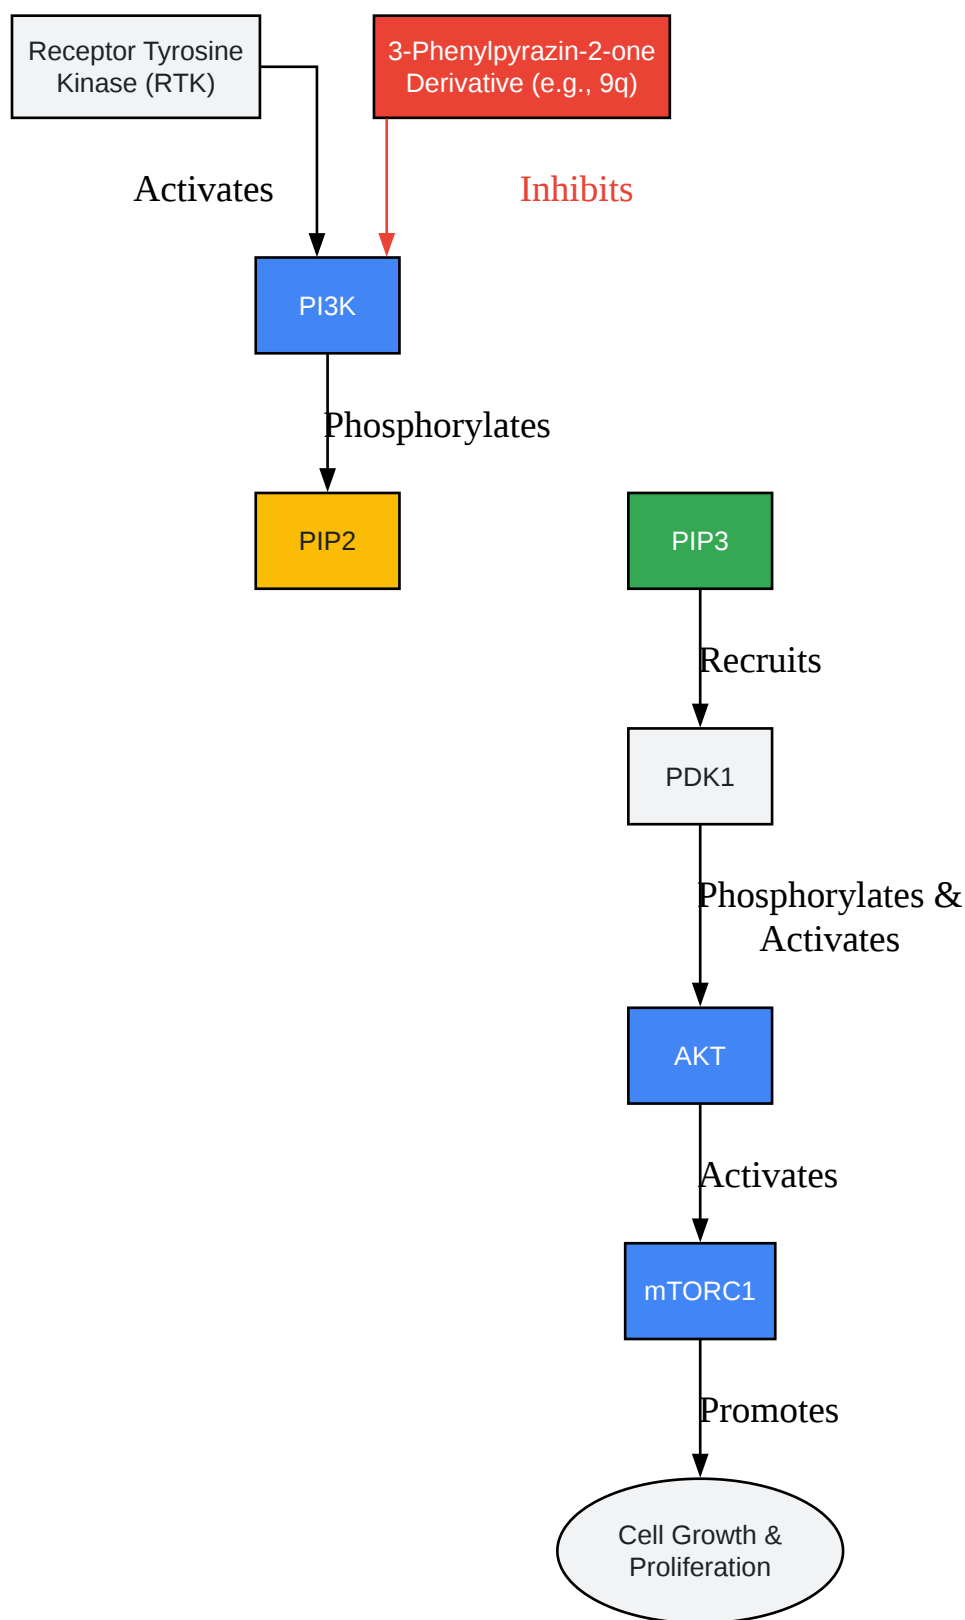 Receptor Tyrosine
Kinase (RTK)
3-Phenylpyrazin-2-one
Derivative (e.g., 9q)
Activates
Inhibits
PI3K
Phosphorylates
PIP2
PIP3
Recruits
PDK1
Phosphorylates &
Activates
AKT
Activates
mTORC1
Promotes
Cell Growth &
Proliferation